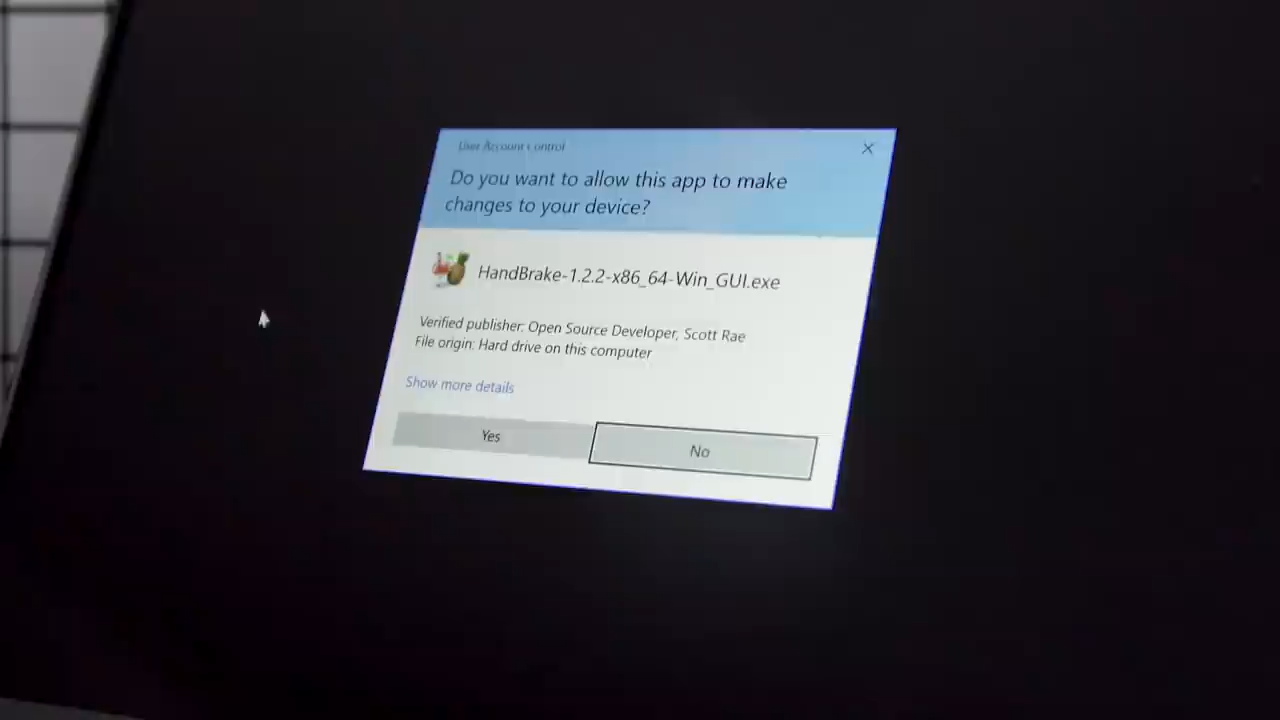 User Account Control
Do you want to allow this app to make
changes to your device?
HandBrake-1.2.2-x86_64-Win_GUI.exe
Verified publisher: Open Source Developer, Scott Rae
File origin: Hard drive on this computer
Show more details
Yes
No